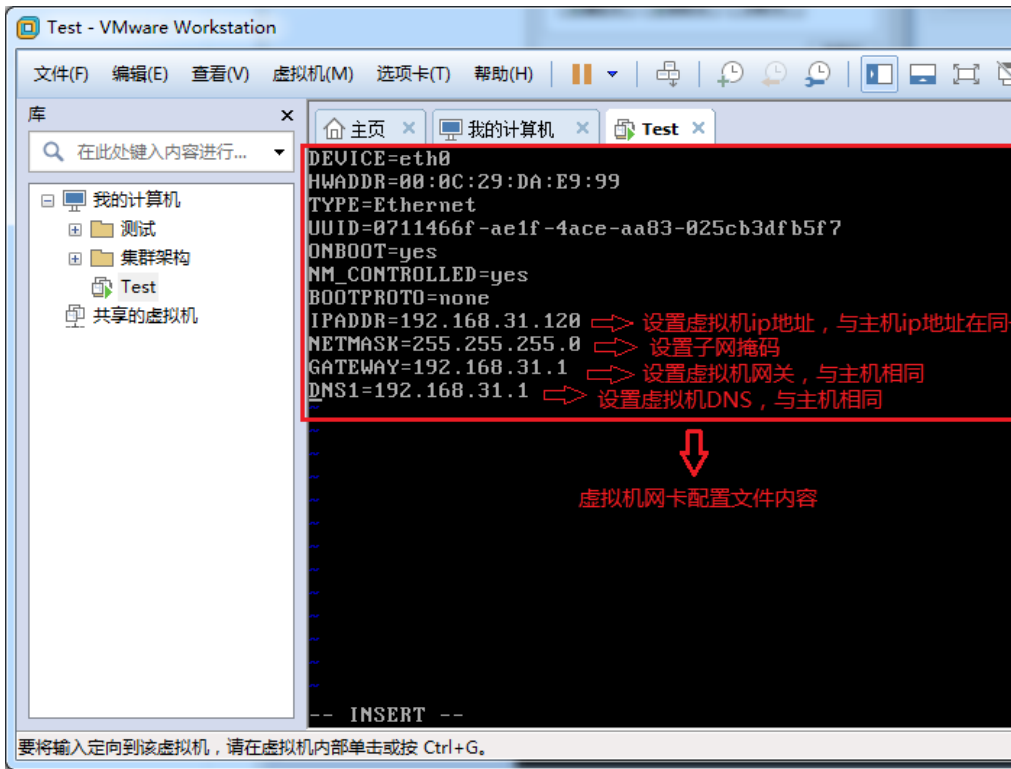 Test - VMware Workstation
文件(F) 编辑(E) 查看(V) 虚拟机(M) 选项卡(T) 帮助(H)
库
在此处键入内容进行...
我的计算机
测试
集群架构
Test
共享的虚拟机
主页 我的计算机 Test
DEVICE=eth0
HWADDR=00:0C:29:DA:E9:99
TYPE=Ethernet
UUID=0711466f-ae1f-4ace-aa83-025cb3dfb5f7
ONBOOT=yes
NM_CONTROLLED=yes
BOOTPROTO=none
IPADDR=192.168.31.120 设置虚拟机ip地址，与主机ip地址在同
NETMASK=255.255.255.0 设置子网掩码
GATEWAY=192.168.31.1 设置虚拟机网关，与主机相同
DNS1=192.168.31.1 设置虚拟机DNS，与主机相同
~
~
~
~
~
~
~
~
~
~
~
~
~
虚拟机网卡配置文件内容
-- INSERT --
要将输入定向到该虚拟机，请在虚拟机内部单击或按 Ctrl+G。